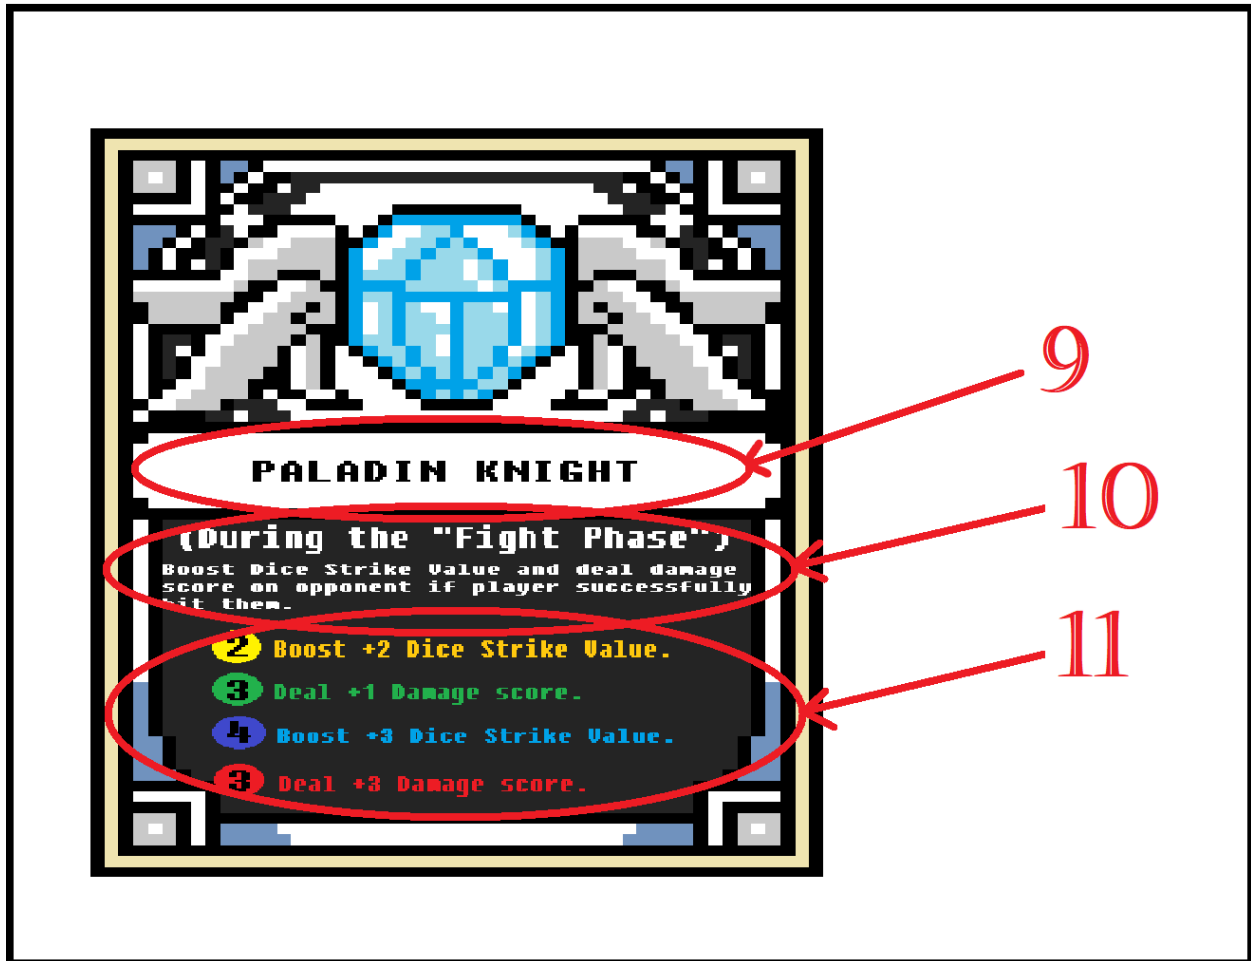 9
PALADIN KNIGHT
10
(During the "Fight Phase")
Boost Dice Strike Value and deal damage
score on opponent if player successfully
hit them.
11
2 Boost +2 Dice Strike Value.
3 Deal +1 Damage score.
4 Boost +3 Dice Strike Value.
3 Deal +3 Damage score.